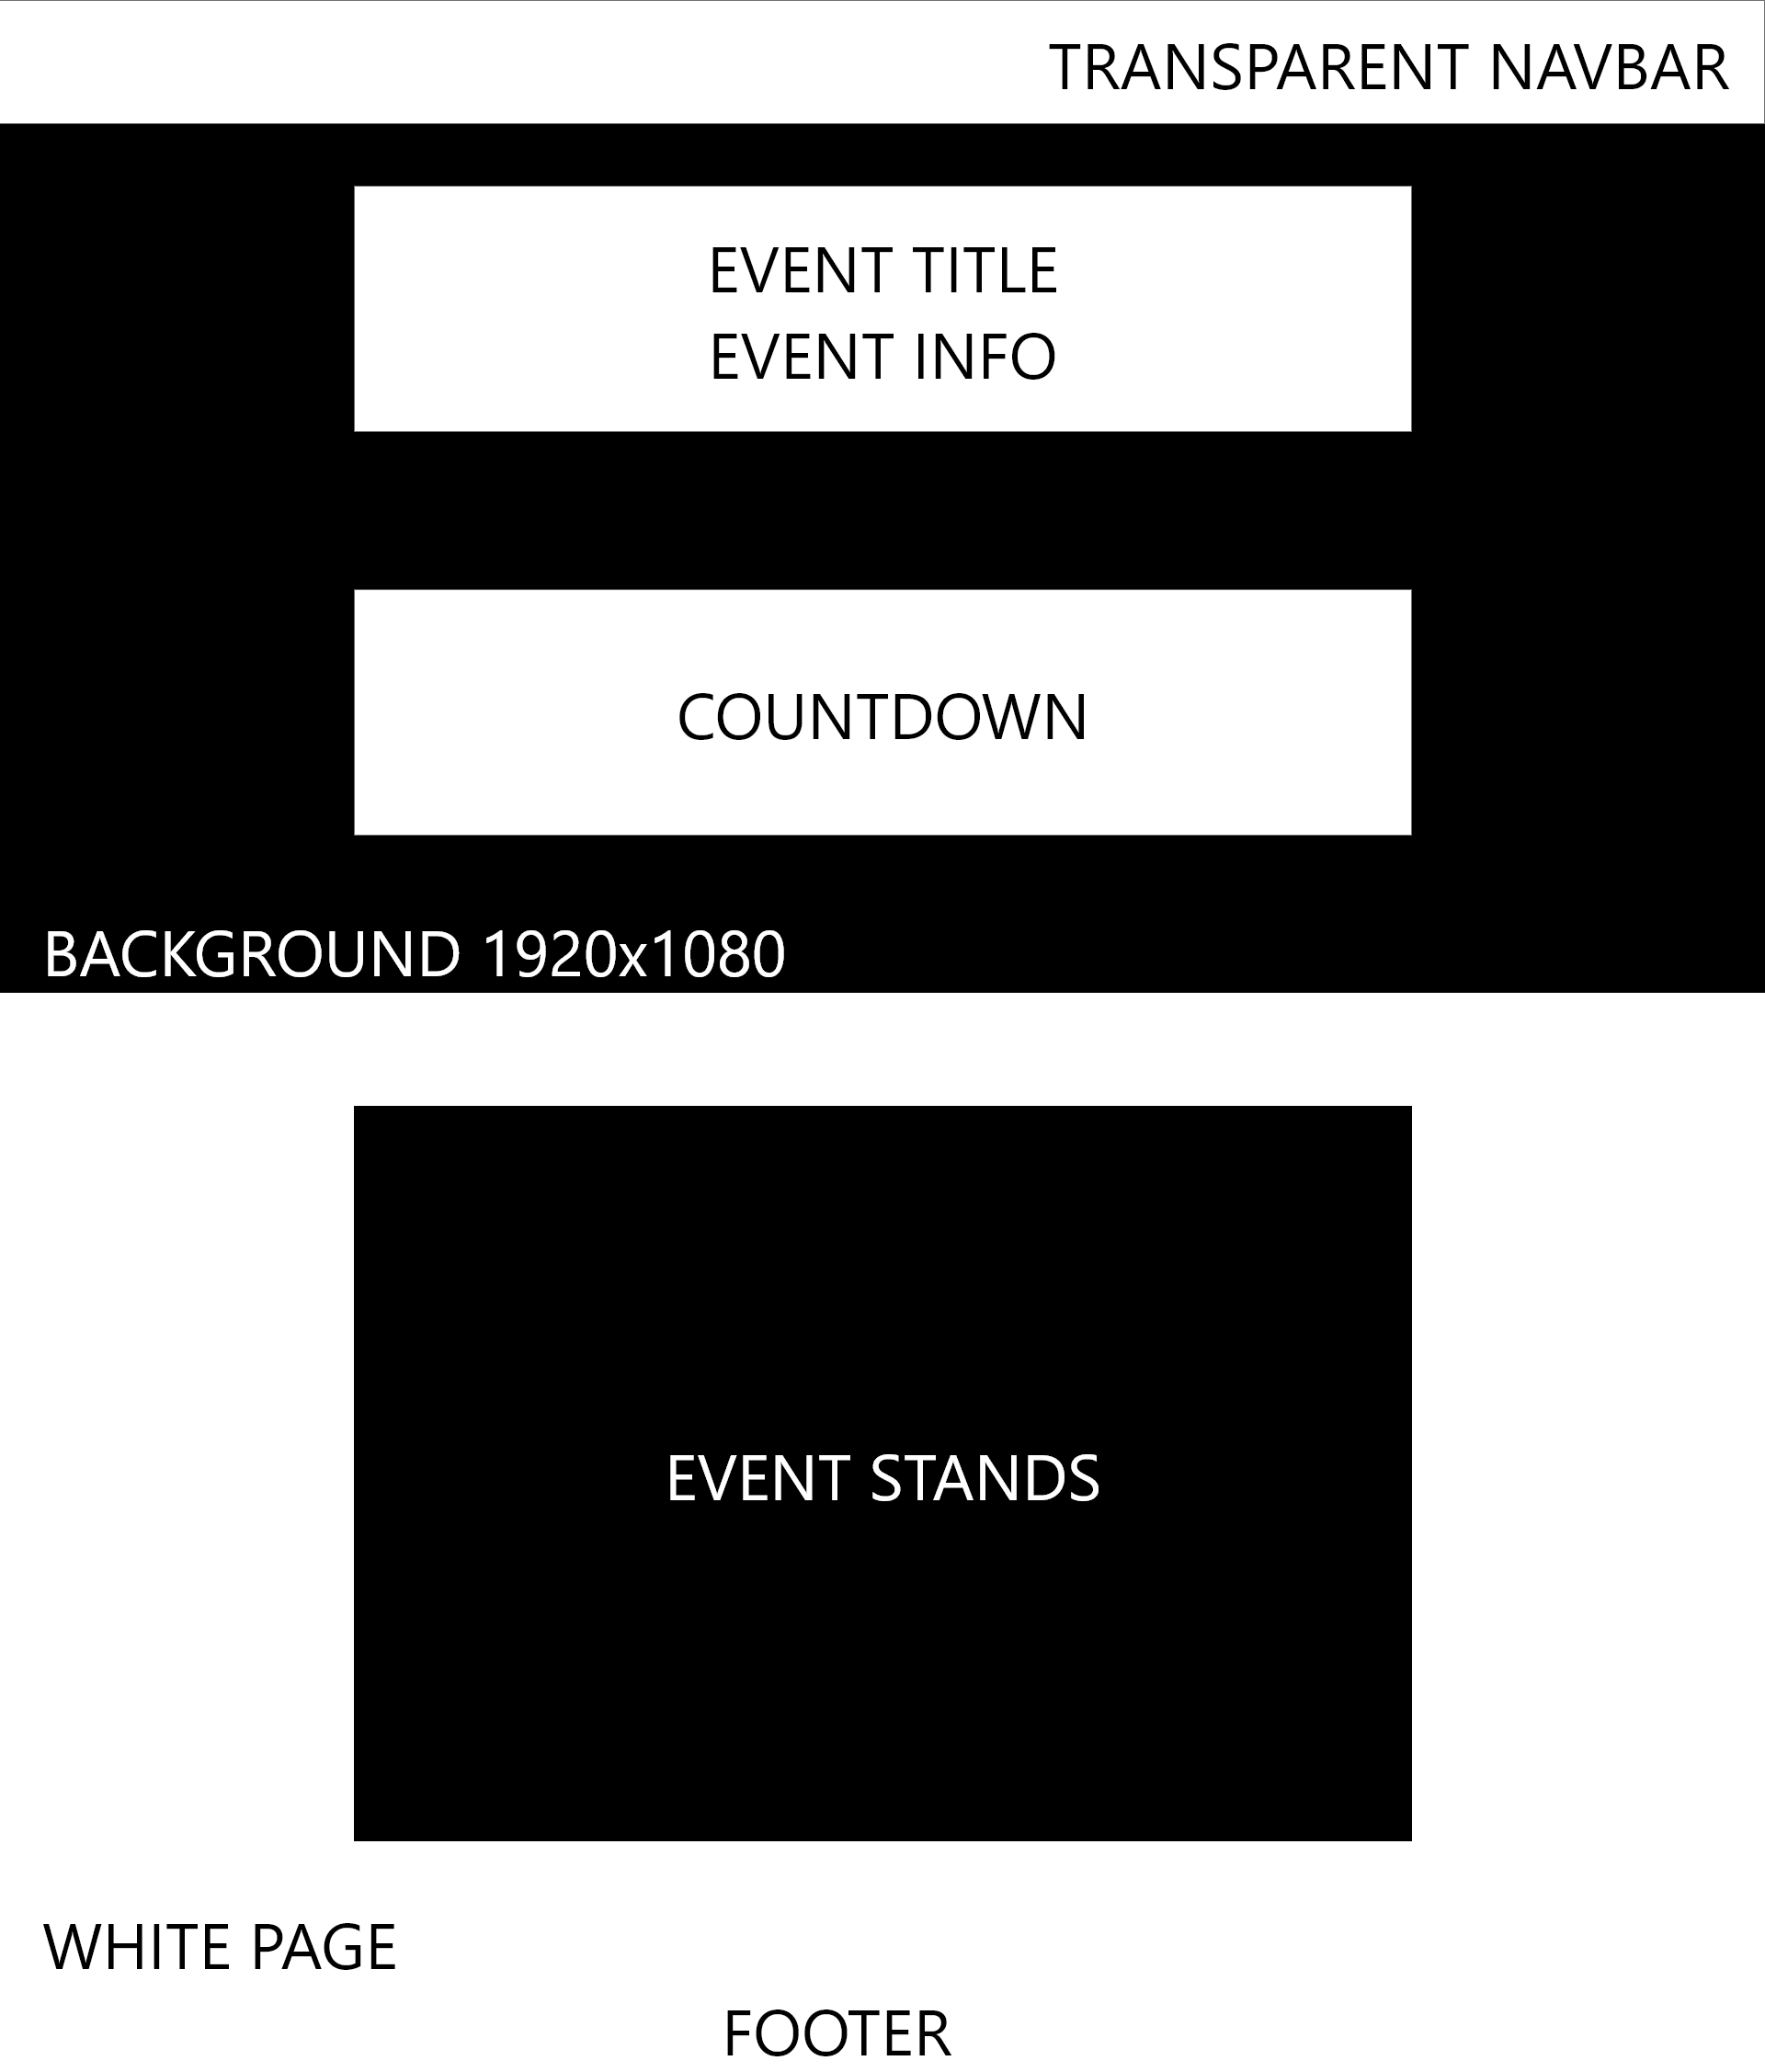 TRANSPARENT NAVBAR
EVENT TITLE
EVENT INFO
COUNTDOWN
BACKGROUND 1920x1080
EVENT STANDS
WHITE PAGE
FOOTER